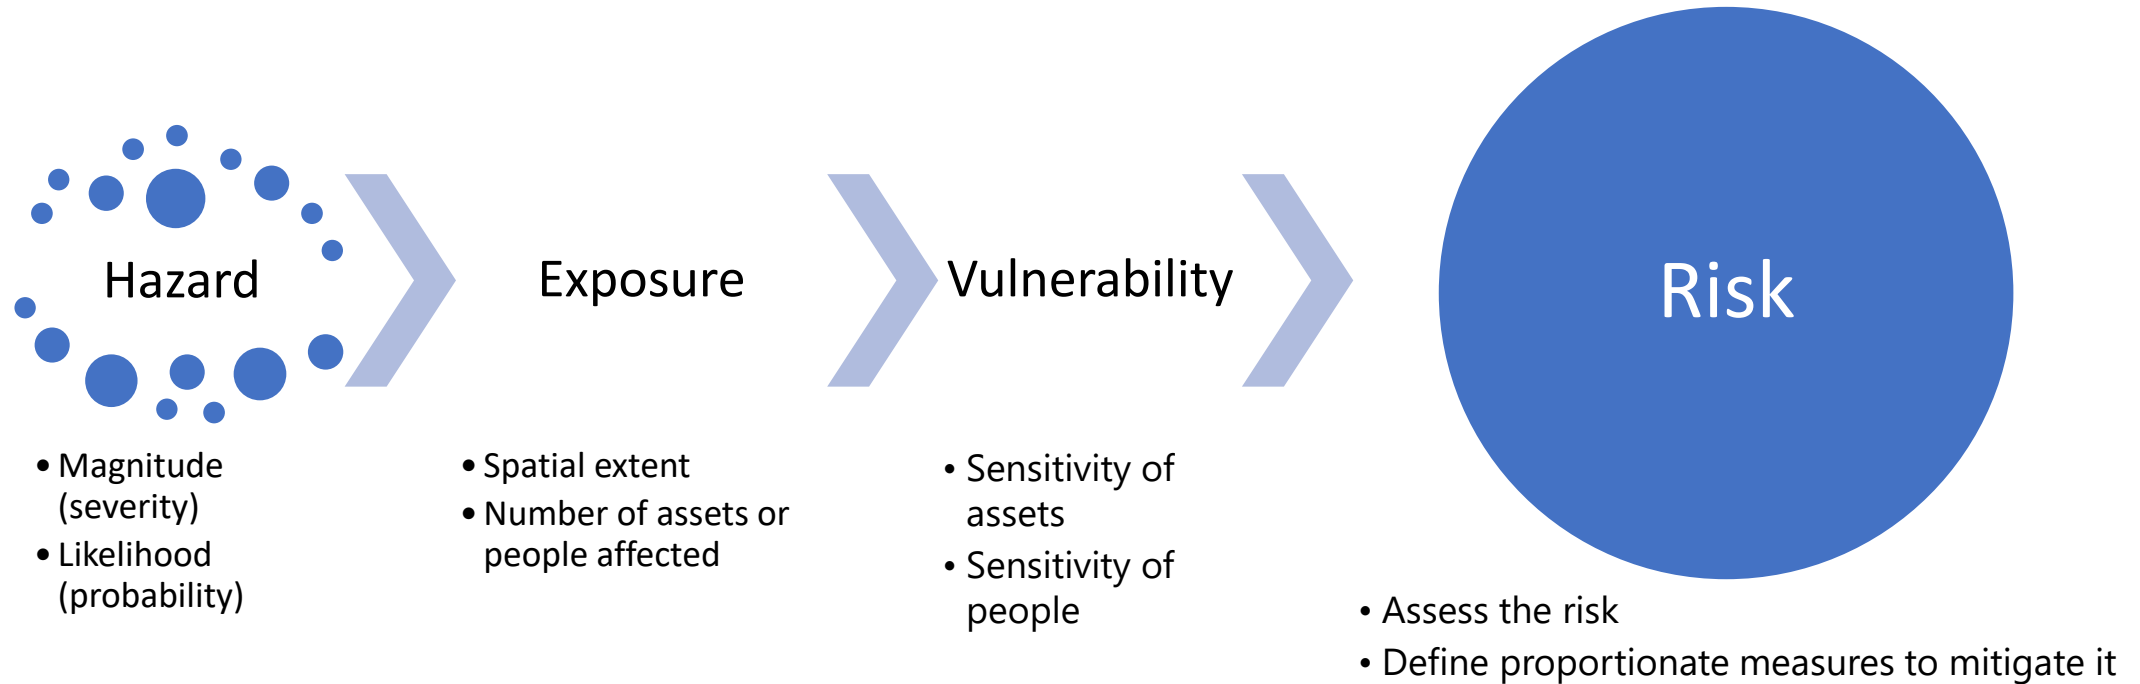 Hazard
• Magnitude
(severity)
• Likelihood
(probability)
Exposure
• Spatial extent
• Number of assets or
people affected
Vulnerability
• Sensitivity of
assets
• Sensitivity of
people
Risk
• Assess the risk
• Define proportionate measures to mitigate it